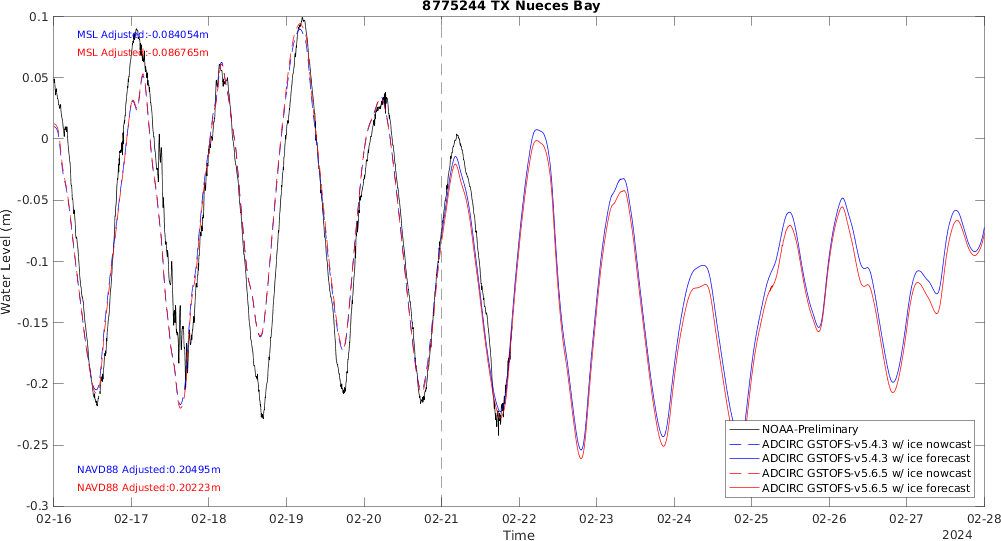 8775244 TX Nueces Bay
MSL Adjusted:-0.084054m
MSL Adjusted:-0.086765m
0.1
0.05
0
-0.05
-0.1
-0.15
-0.2
-0.25
-0.3
Water Level (m)
NAVD88 Adjusted:0.20495m
NAVD88 Adjusted:0.20223m
NOAA-Preliminary
ADCIRC GSTOFS-v5.4.3 w/ ice nowcast
ADCIRC GSTOFS-v5.4.3 w/ ice forecast
ADCIRC GSTOFS-v5.6.5 w/ ice nowcast
ADCIRC GSTOFS-v5.6.5 w/ ice forecast
02-16 02-17 02-18 02-19 02-20 02-21 02-22 02-23 02-24 02-25 02-26 02-27 02-28
Time
2024